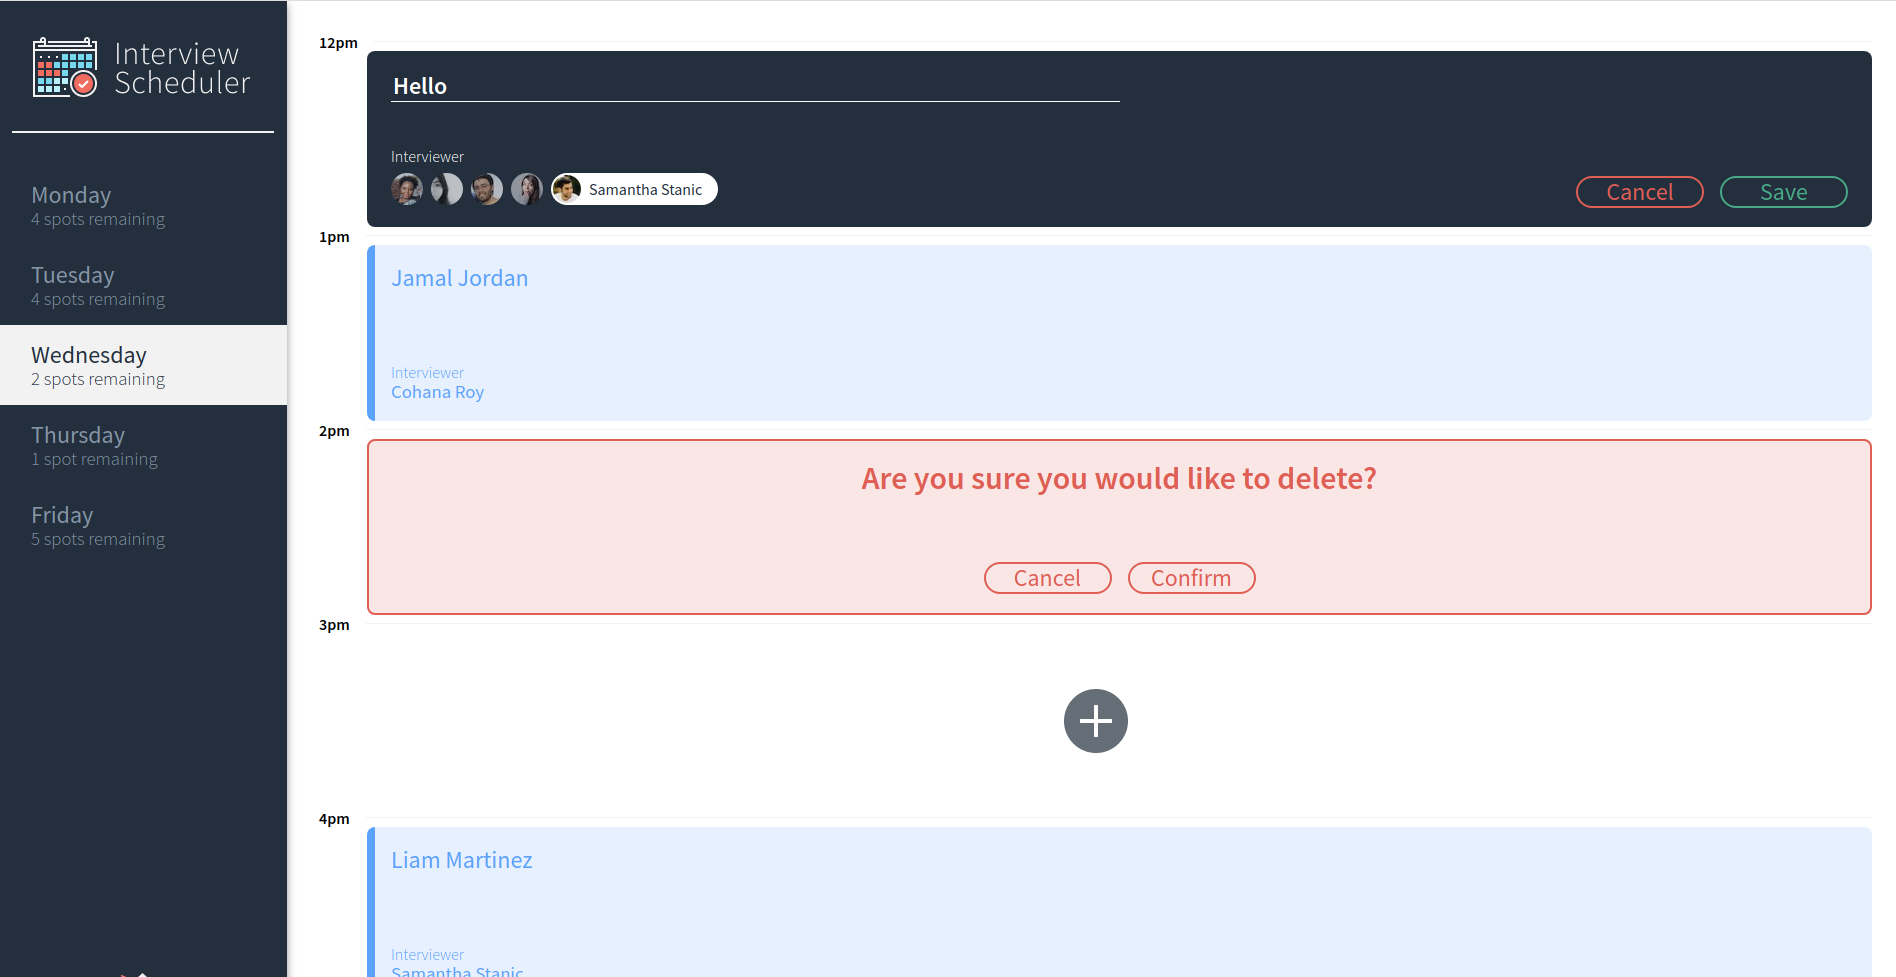 Interview
Scheduler
Monday
4 spots remaining
Tuesday
4 spots remaining
Wednesday
2 spots remaining
Thursday
1 spot remaining
Friday
5 spots remaining
12pm
Hello
Interviewer
Samantha Stanic
Cancel
Save
1pm
Jamal Jordan
Interviewer
Cohana Roy
2pm
Are you sure you would like to delete?
Cancel
Confirm
3pm
4pm
Liam Martinez
Interviewer
Samantha Stanic